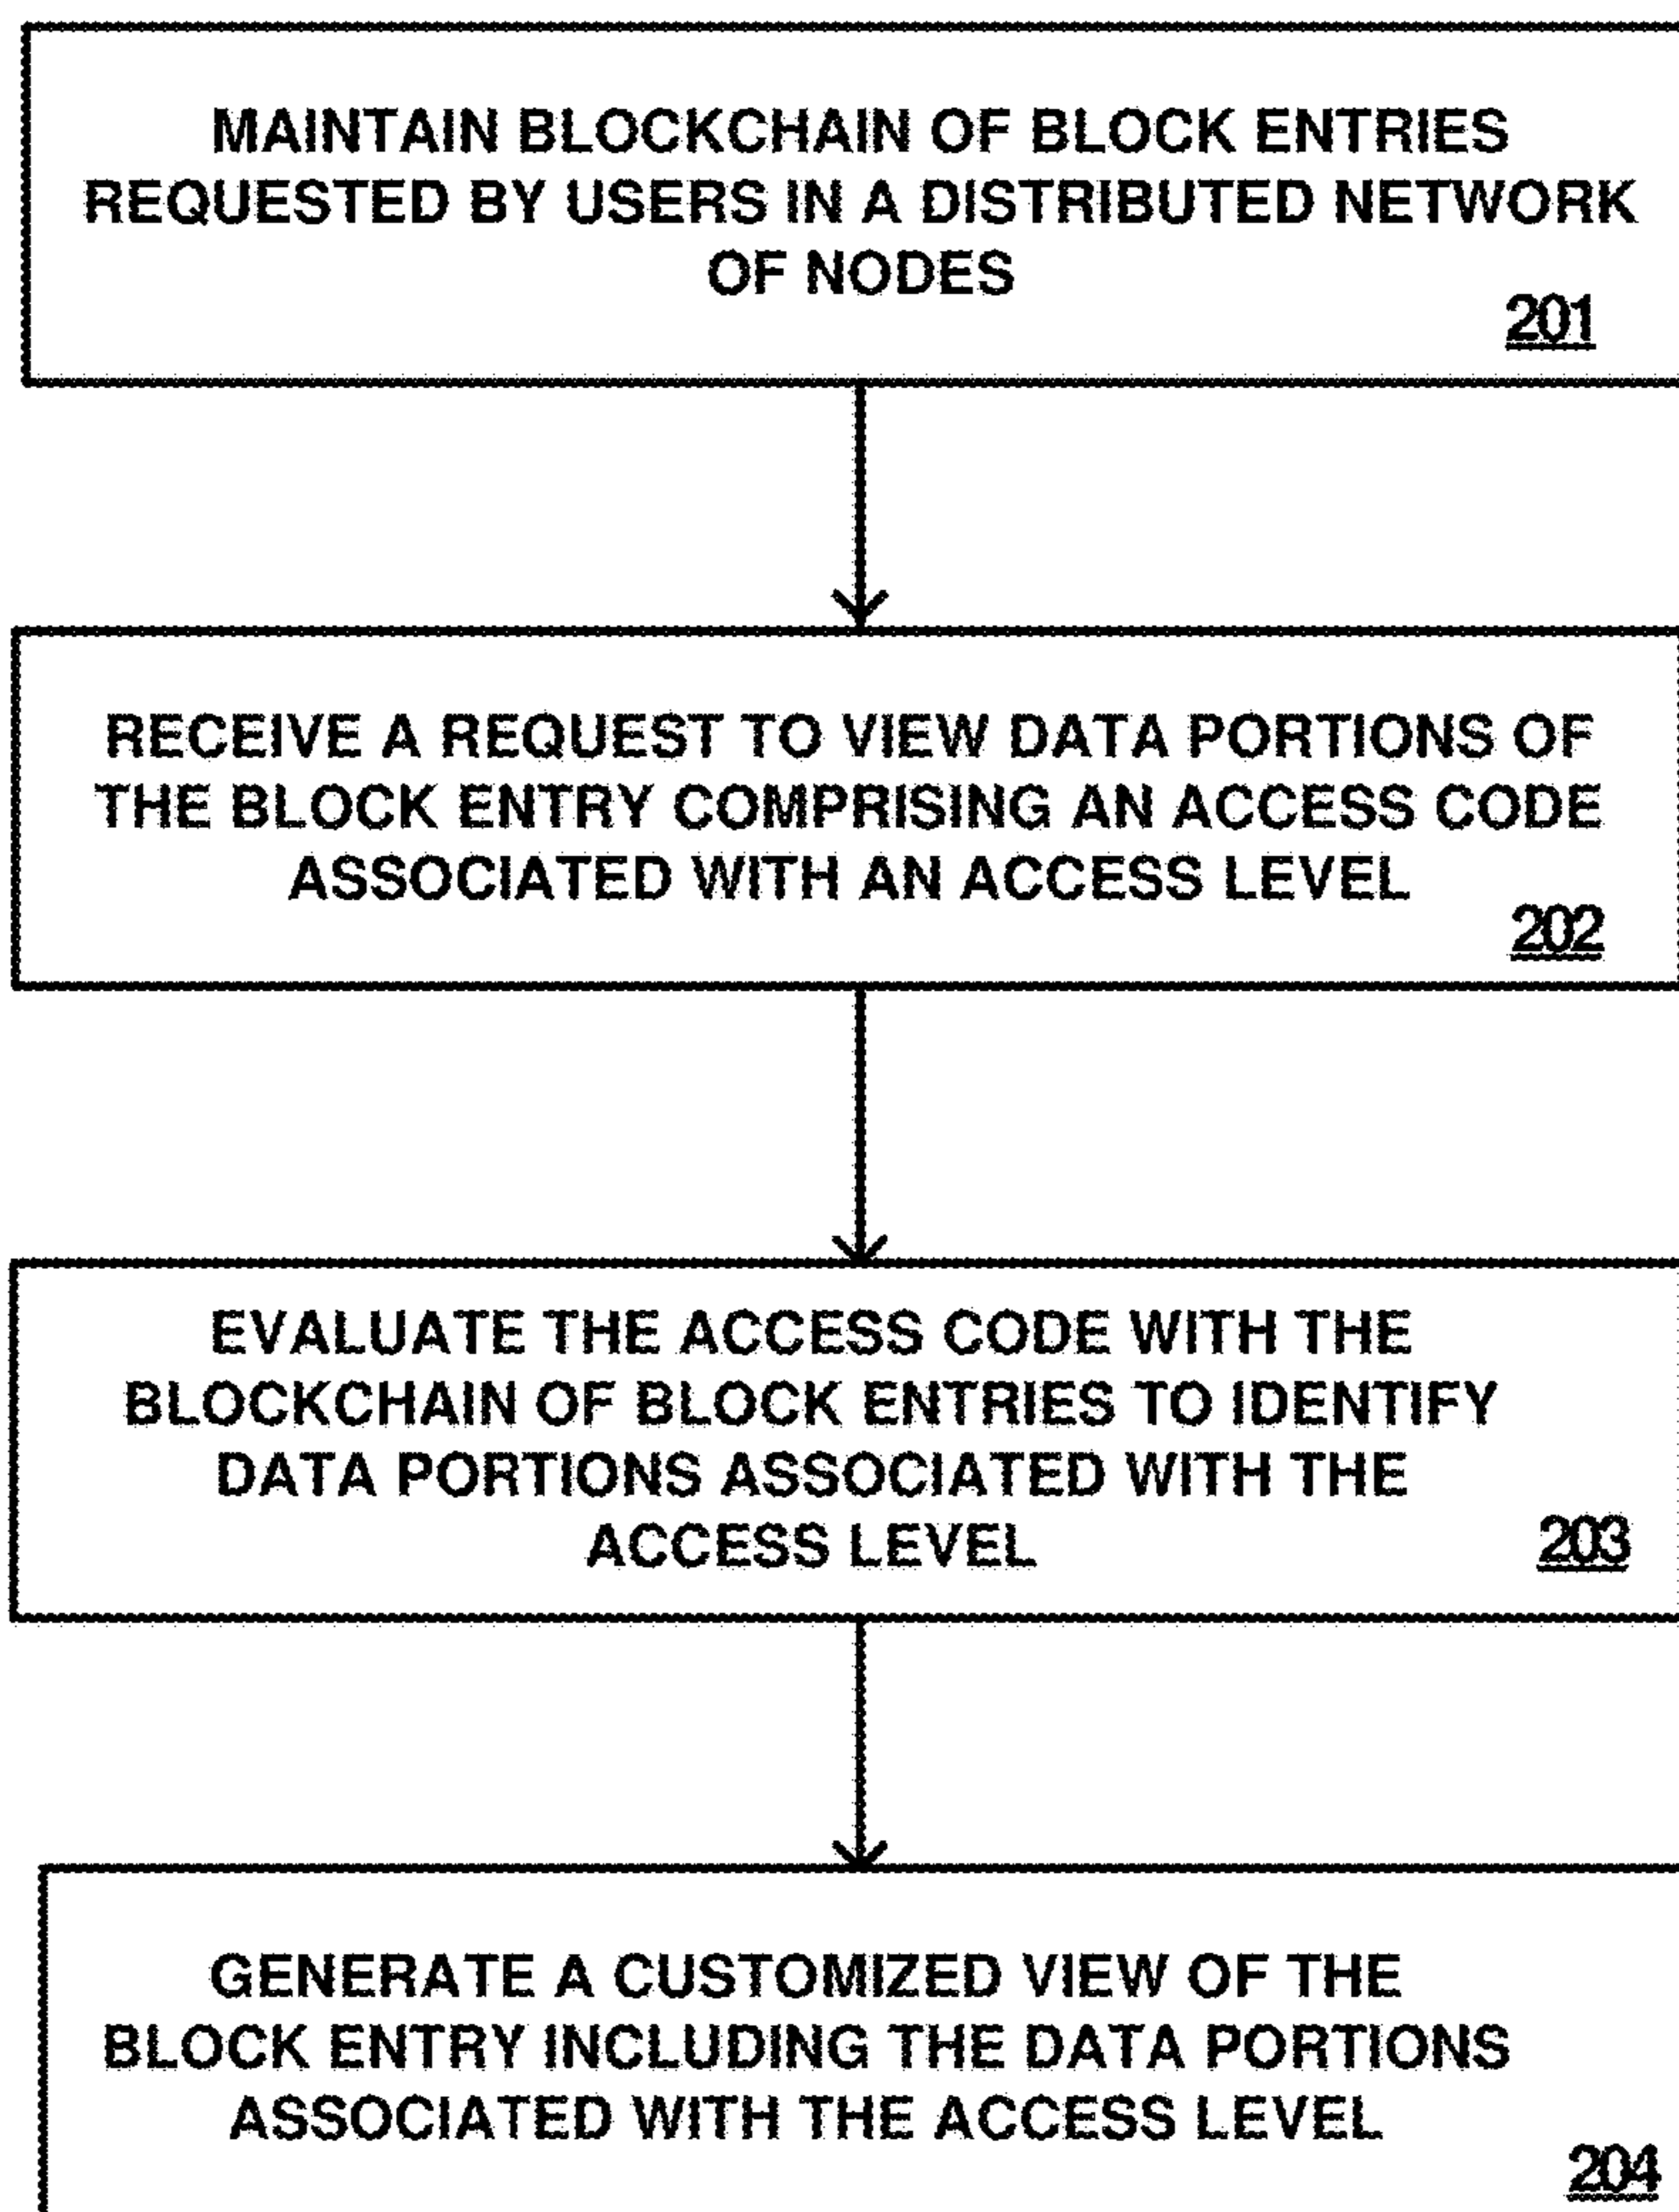 MAINTAIN BLOCKCHAIN OF BLOCK ENTRIES
REQUESTED BY USERS IN A DISTRIBUTED NETWORK
OF NODES
201
RECEIVE A REQUEST TO VIEW DATA PORTIONS OF
THE BLOCK ENTRY COMPRISING AN ACCESS CODE
ASSOCIATED WITH AN ACCESS LEVEL
202
EVALUATE THE ACCESS CODE WITH THE
BLOCKCHAIN OF BLOCK ENTRIES TO IDENTIFY
DATA PORTIONS ASSOCIATED WITH THE
ACCESS LEVEL
203
GENERATE A CUSTOMIZED VIEW OF THE
BLOCK ENTRY INCLUDING THE DATA PORTIONS
ASSOCIATED WITH THE ACCESS LEVEL
204